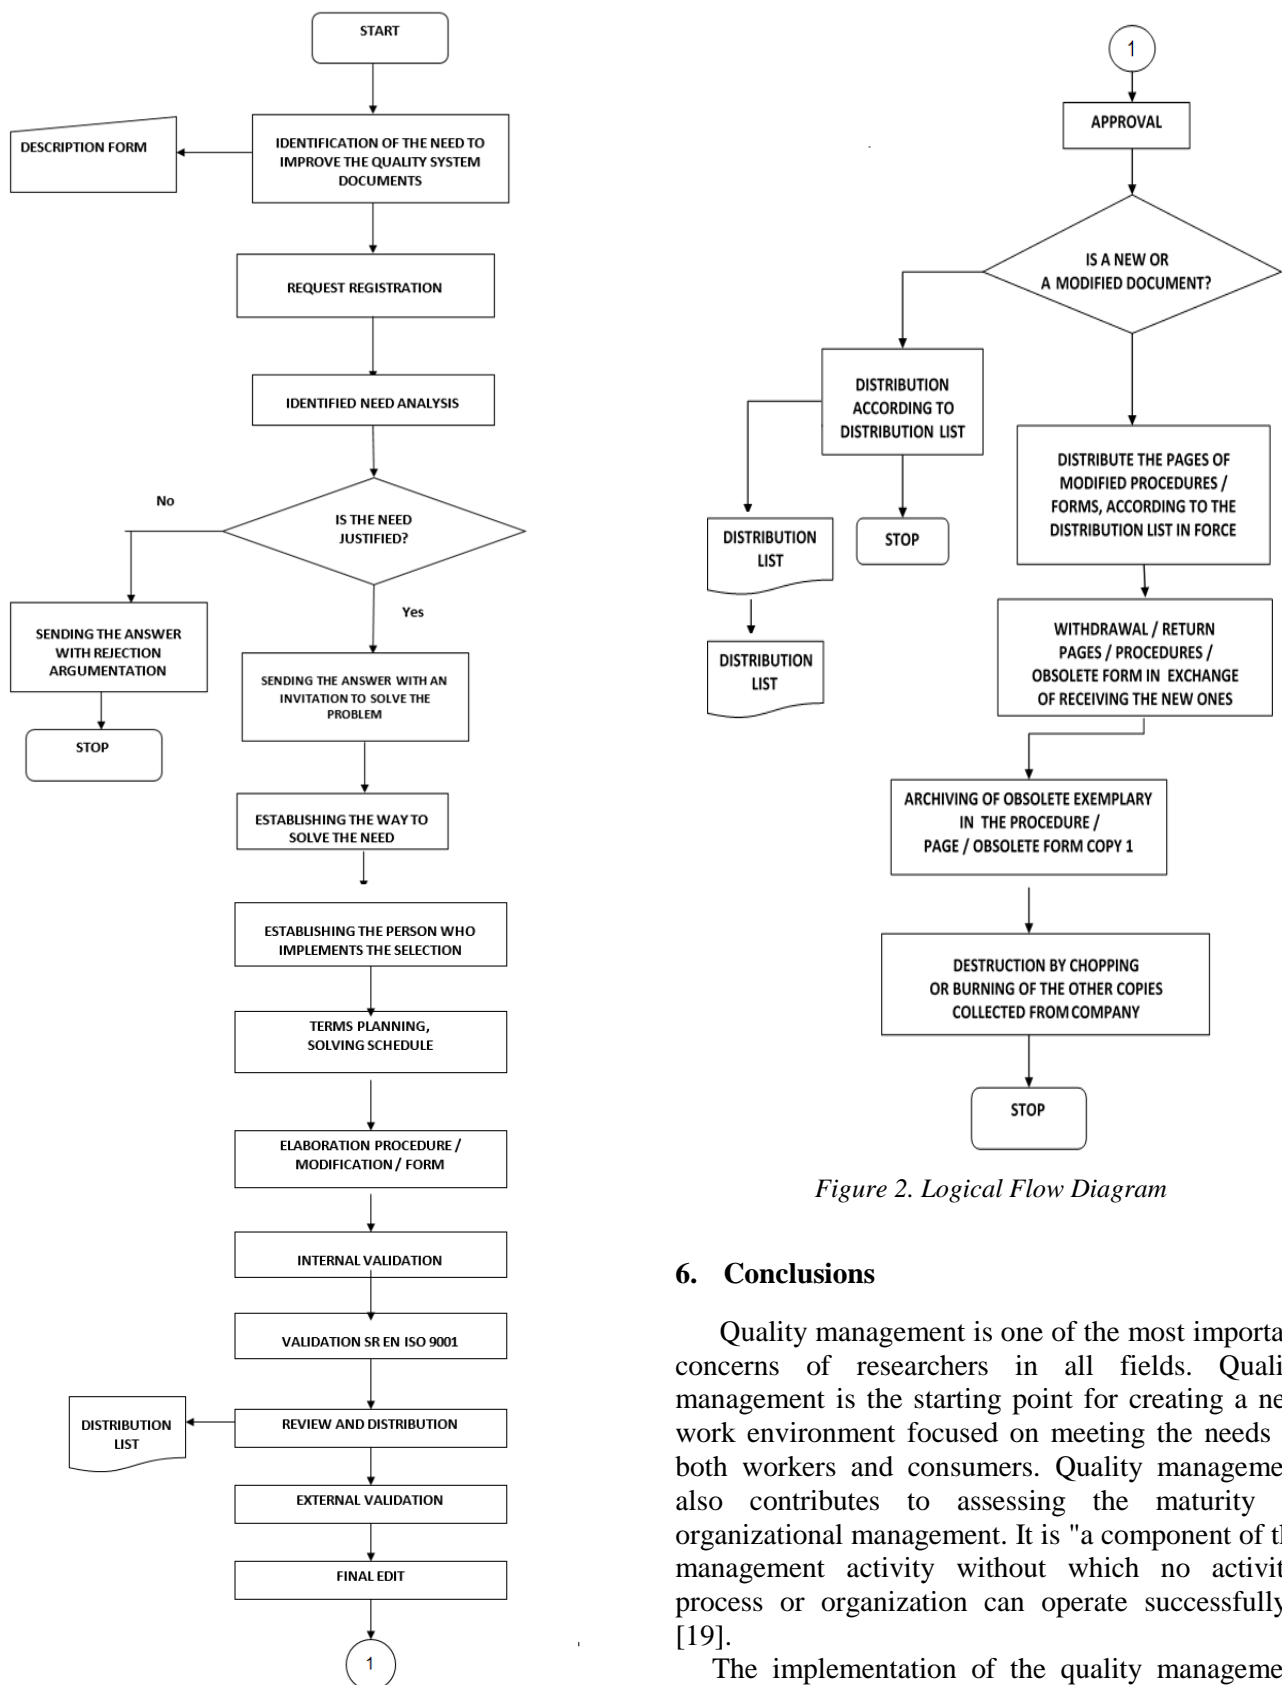 START
DESCRIPTION FORM
IDENTIFICATION OF THE NEED TO
IMPROVE THE QUALITY SYSTEM
DOCUMENTS
REQUEST REGISTRATION
IDENTIFIED NEED ANALYSIS
No
IS THE NEED
JUSTIFIED?
Yes
SENDING THE ANSWER
WITH REJECTION
ARGUMENTATION
STOP
SENDING THE ANSWER WITH AN
INVITATION TO SOLVE THE
PROBLEM
ESTABLISHING THE WAY TO
SOLVE THE NEED
ESTABLISHING THE PERSON WHO
IMPLEMENTS THE SELECTION
TERMS PLANNING,
SOLVING SCHEDULE
ELABORATION PROCEDURE /
MODIFICATION / FORM
INTERNAL VALIDATION
VALIDATION SR EN ISO 9001
DISTRIBUTION
LIST
REVIEW AND DISTRIBUTION
EXTERNAL VALIDATION
FINAL EDIT
1
1
APPROVAL
IS A NEW OR
A MODIFIED DOCUMENT?
DISTRIBUTION
ACCORDING TO
DISTRIBUTION LIST
DISTRIBUTION
LIST
STOP
DISTRIBUTION
LIST
DISTRIBUTE THE PAGES OF
MODIFIED PROCEDURES /
FORMS, ACCORDING TO THE
DISTRIBUTION LIST IN FORCE
WITHDRAWAL / RETURN
PAGES / PROCEDURES /
OBSOLETE FORM IN EXCHANGE
OF RECEIVING THE NEW ONES
ARCHIVING OF OBSOLETE EXEMPLARY
IN THE PROCEDURE /
PAGE / OBSOLETE FORM COPY 1
DESTRUCTION BY CHOPPING
OR BURNING OF THE OTHER COPIES
COLLECTED FROM COMPANY
STOP
Figure 2. Logical Flow Diagram
6. Conclusions
Quality management is one of the most importa
concerns of researchers in all fields. Quali
management is the starting point for creating a ne
work environment focused on meeting the needs
both workers and consumers. Quality manageme
also contributes to assessing the maturity
organizational management. It is "a component of th
management activity without which no activit
process or organization can operate successfully
[19].
The implementation of the quality manageme